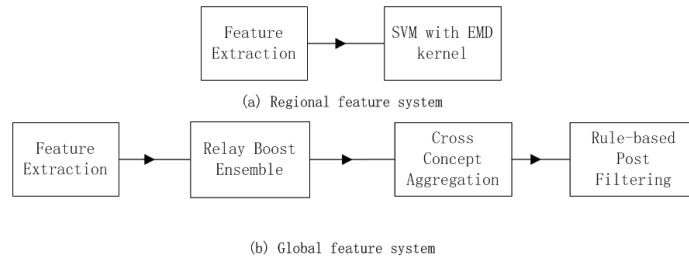 Feature
Extraction
SVM with EMD
kernel
(a) Regional feature system
Feature
Extraction
Relay Boost
Ensemble
Cross
Concept
Aggregation
Rule-based
Post
Filtering
(b) Global feature system